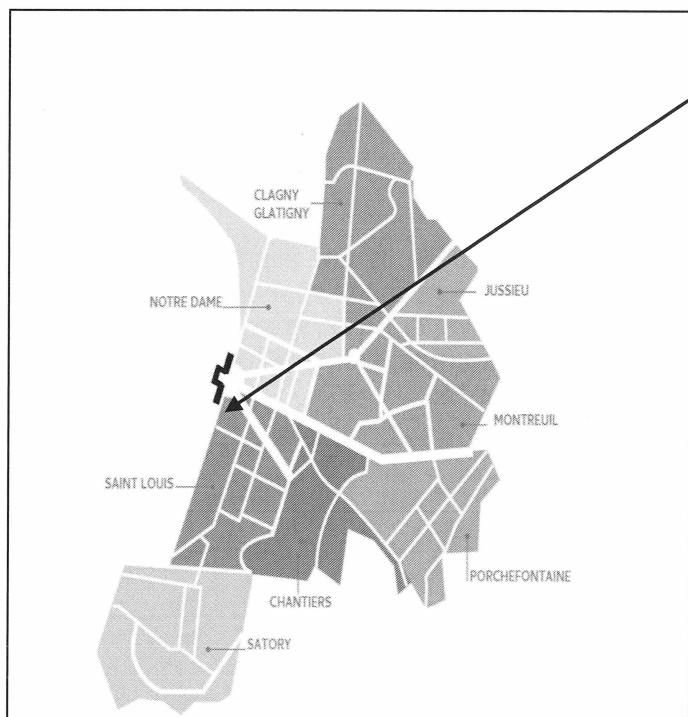 CLAGNY
GLATIGNY
JUSSIEU
NOTRE DAME
MONTREUIL
SAINT LOUIS
PORCHEFONTAINE
CHANTIERS
SATORY